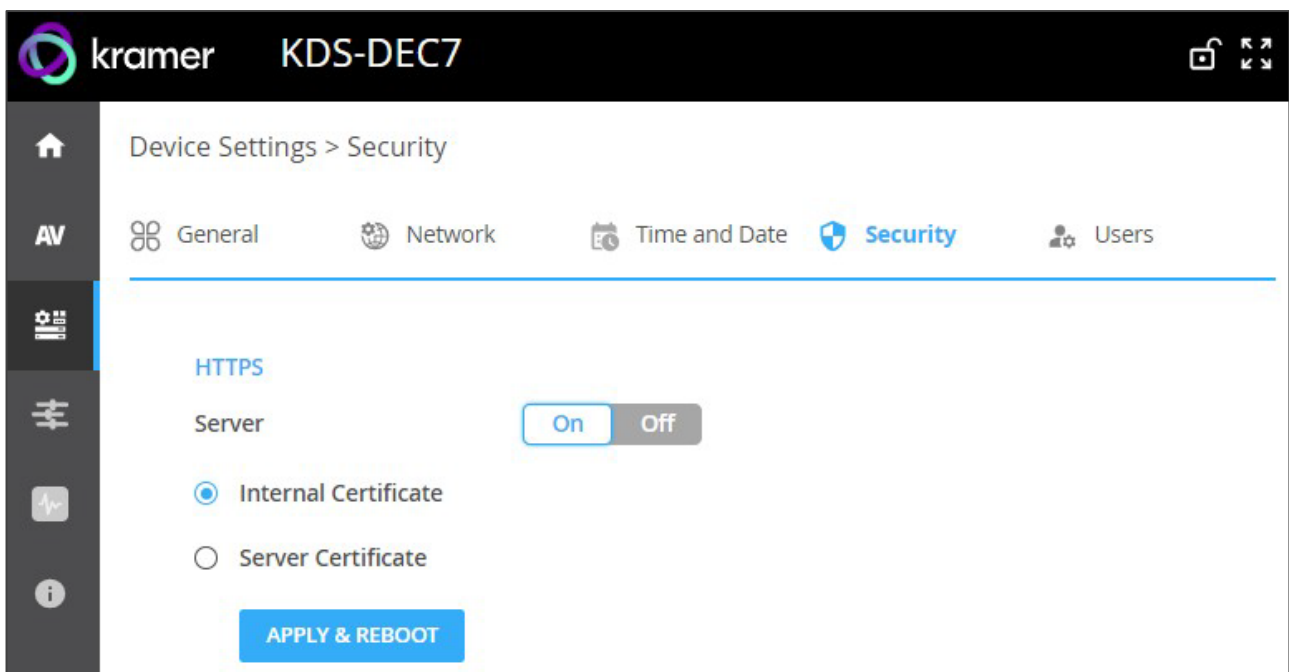 kramer KDS-DEC7
Device Settings > Security
AV
General Network Time and Date Security Users
HTTPS
Server On Off
Internal Certificate
Server Certificate
APPLY & REBOOT